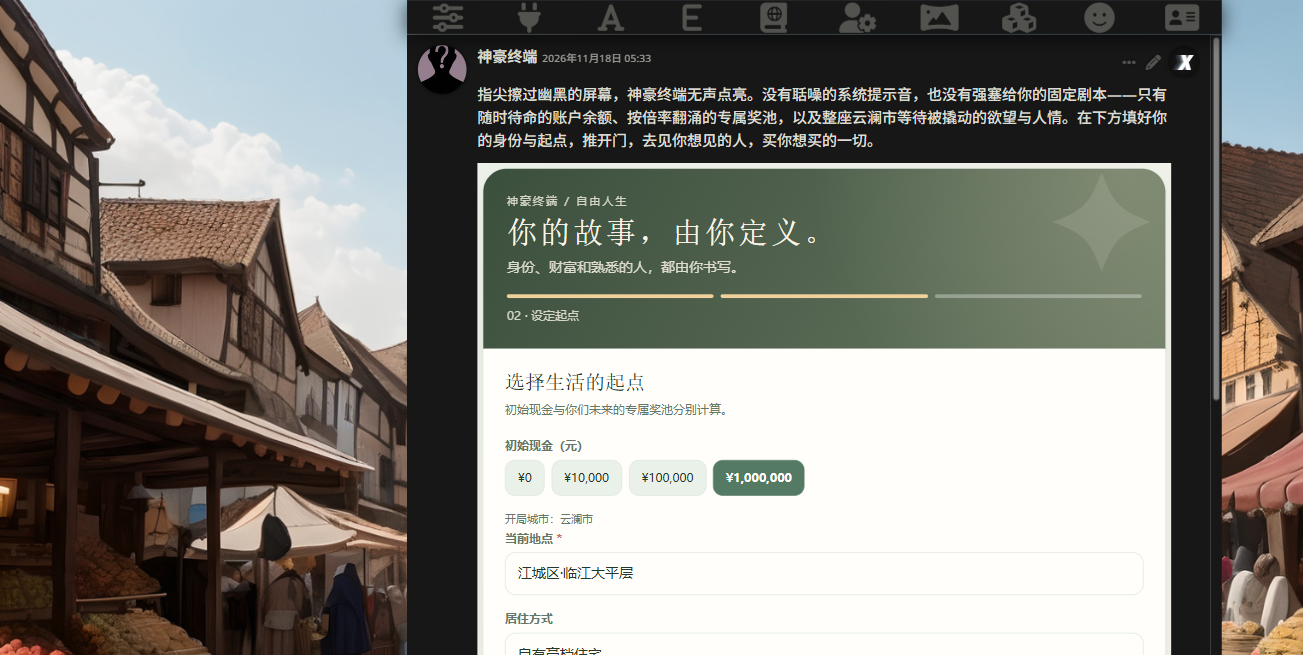 神豪终端 2026年11月18日 05:33
指尖擦过幽黑的屏幕，神豪终端无声点亮。没有聒噪的系统提示音，也没有强塞给你的固定剧本——只有
随时待命的账户余额、按倍率翻涌的专属奖池，以及整座云澜市等待被撬动的欲望与人情。在下方填好你
的身份与起点，推开门，去见你想见的人，买你想买的一切。
神豪终端 / 自由人生
你的故事，由你定义。
身份、财富和熟悉的人，都由你书写。
02 · 设定起点
选择生活的起点
初始现金与你们未来的专属奖池分别计算。
初始现金（元）
¥0 ¥10,000 ¥100,000 ¥1,000,000
开局城市：云澜市
当前地点 *
江城区·临江大平层
居住方式
自有高档住宅